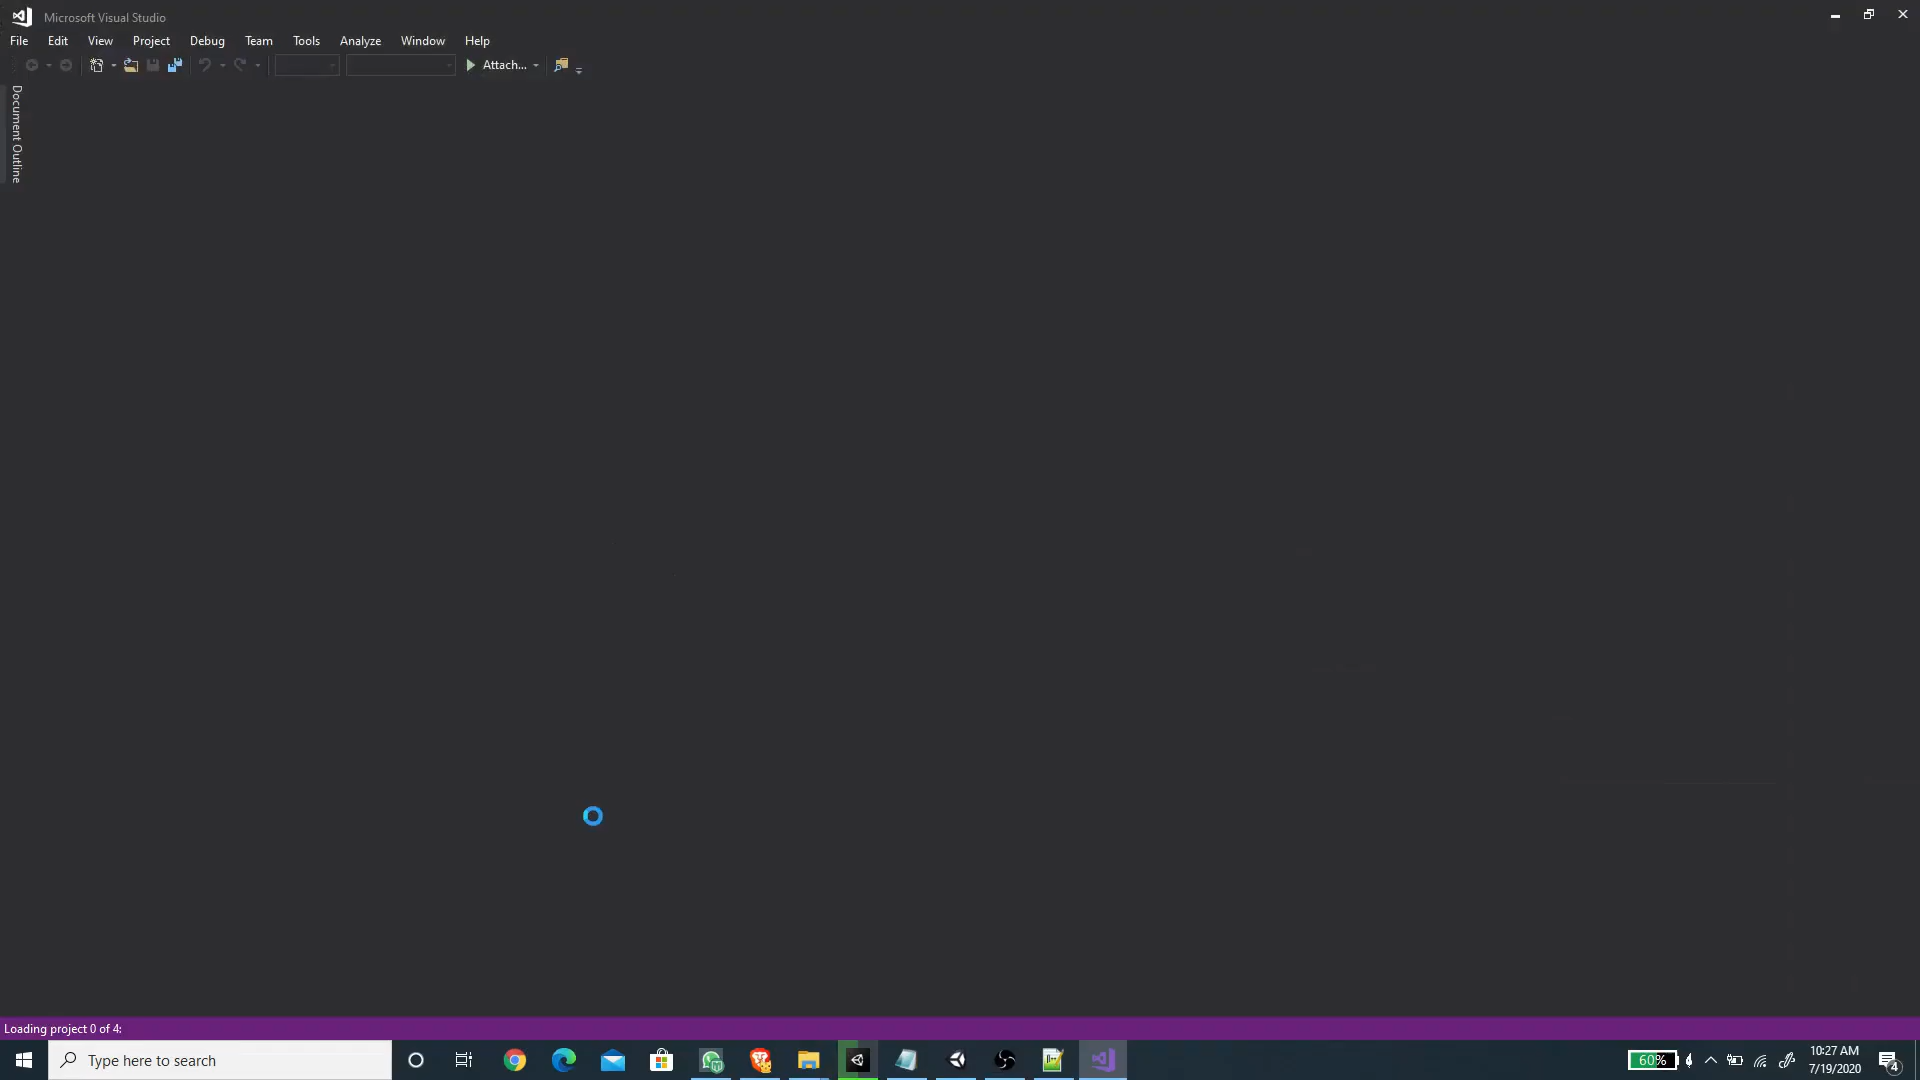 Microsoft Visual Studio
File Edit View Project Debug Team Tools Analyze Window Help
Attach...
Document Outline
Loading project 0 of 4:
Type here to search
60%
10:27 AM
7/19/2020
4